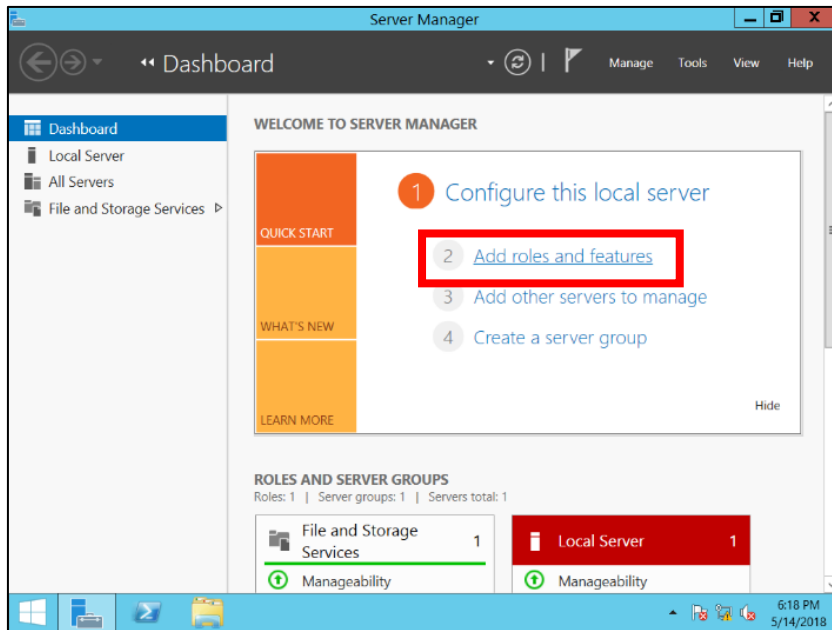 Server Manager
Dashboard
Manage Tools View Help
Dashboard
Local Server
All Servers
File and Storage Services
WELCOME TO SERVER MANAGER
QUICK START
WHAT'S NEW
LEARN MORE
1 Configure this local server
2 Add roles and features
3 Add other servers to manage
4 Create a server group
Hide
ROLES AND SERVER GROUPS
Roles: 1 | Server groups: 1 | Servers total: 1
File and Storage
Services
1
Manageability
Local Server 1
Manageability
6:18 PM
5/14/2018